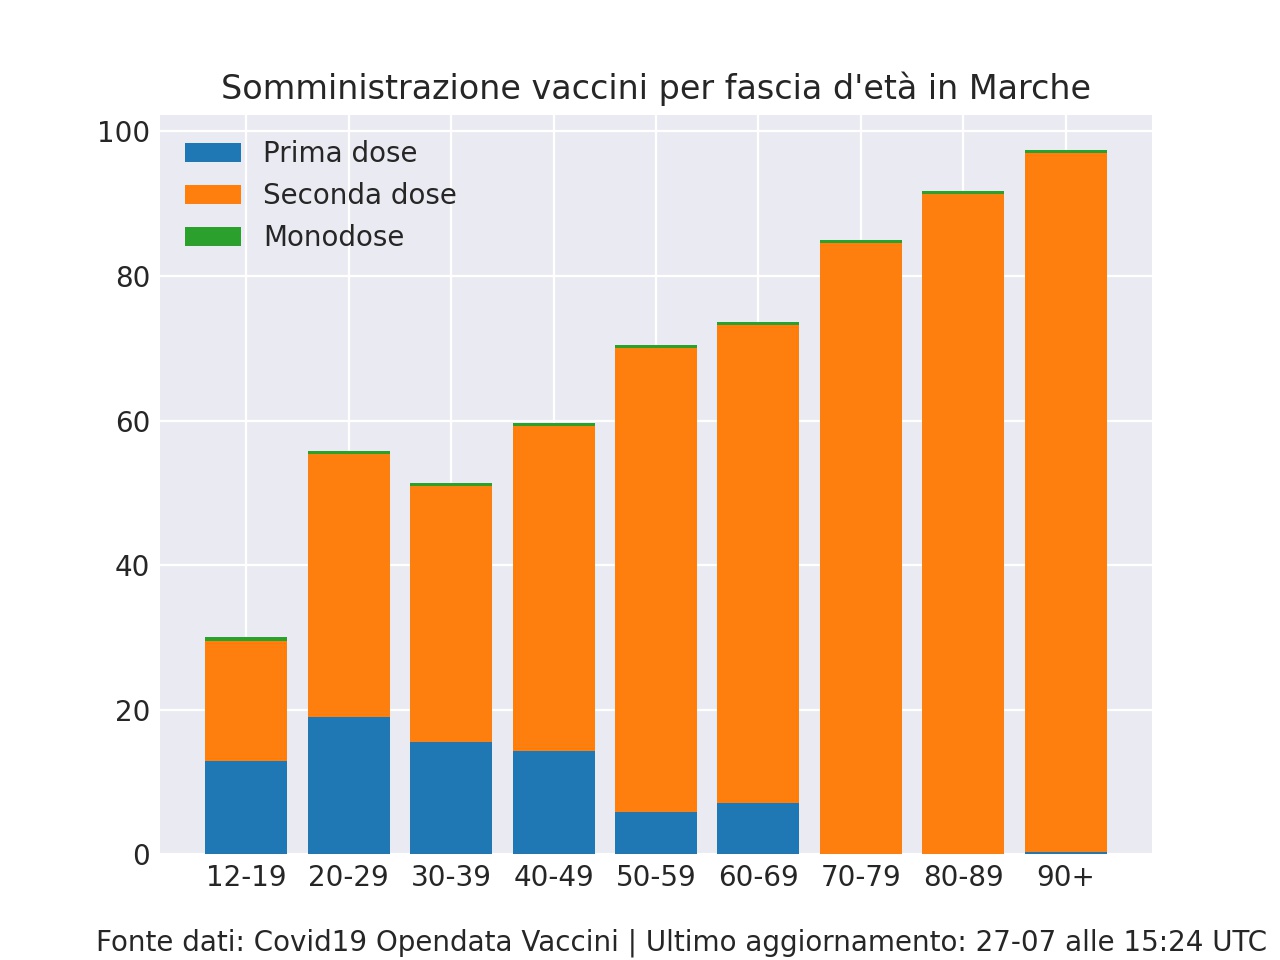 Somministrazione vaccini per fascia d'età in Marche
100
80
60
40
20
0
Prima dose
Seconda dose
Monodose
12-19 20-29 30-39 40-49 50-59 60-69 70-79 80-89 90+
Fonte dati: Covid19 Opendata Vaccini | Ultimo aggiornamento: 27-07 alle 15:24 UTC